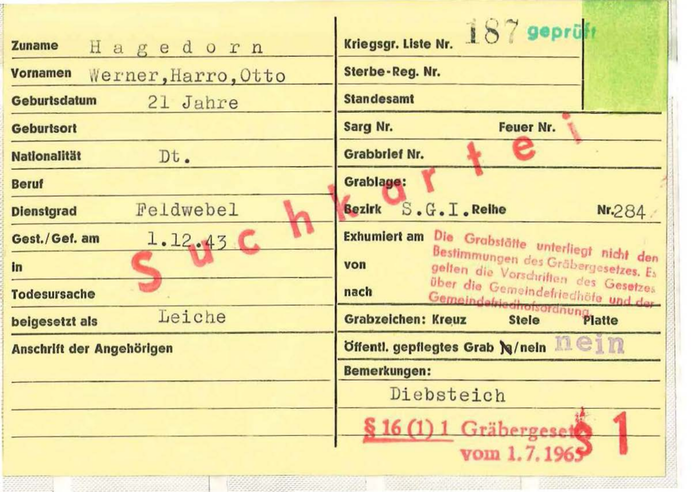 Zuname H a g e d o r n
Vornamen Werner,Harro,Otto
Geburtsdatum 21 Jahre
Geburtsort
Nationalität Dt.
Beruf
Dienstgrad Feldwebel
Gest./Gef. am 1.12.43
in
Todesursache
beigesetzt als Leiche
Anschrift der Angehörigen
Kriegsgr. Liste Nr. 187 geprüft
Sterbe-Reg. Nr.
Standesamt
Sarg Nr. Feuer Nr.
Grabbrief Nr.
Grablage:
Bezirk S.G.I. Reihe Nr. 284
Exhumiert am
von
nach
Die Grabstätte unterliegt nicht den
Bestimmungen des Gräbergesetzes. Es
gelten die Vorschriften des Gesetzes
über die Gemeindefriedhöfe und der
Gemeindefriedhofsordnung.
Grabzeichen: Kreuz Stele Platte
Öffentl. gepflegtes Grab ja/nein nein
Bemerkungen:
Diebsteich
§ 16 (1) 1 Gräbergesetz
vom 1.7.1965
§ 1
Suchkartei